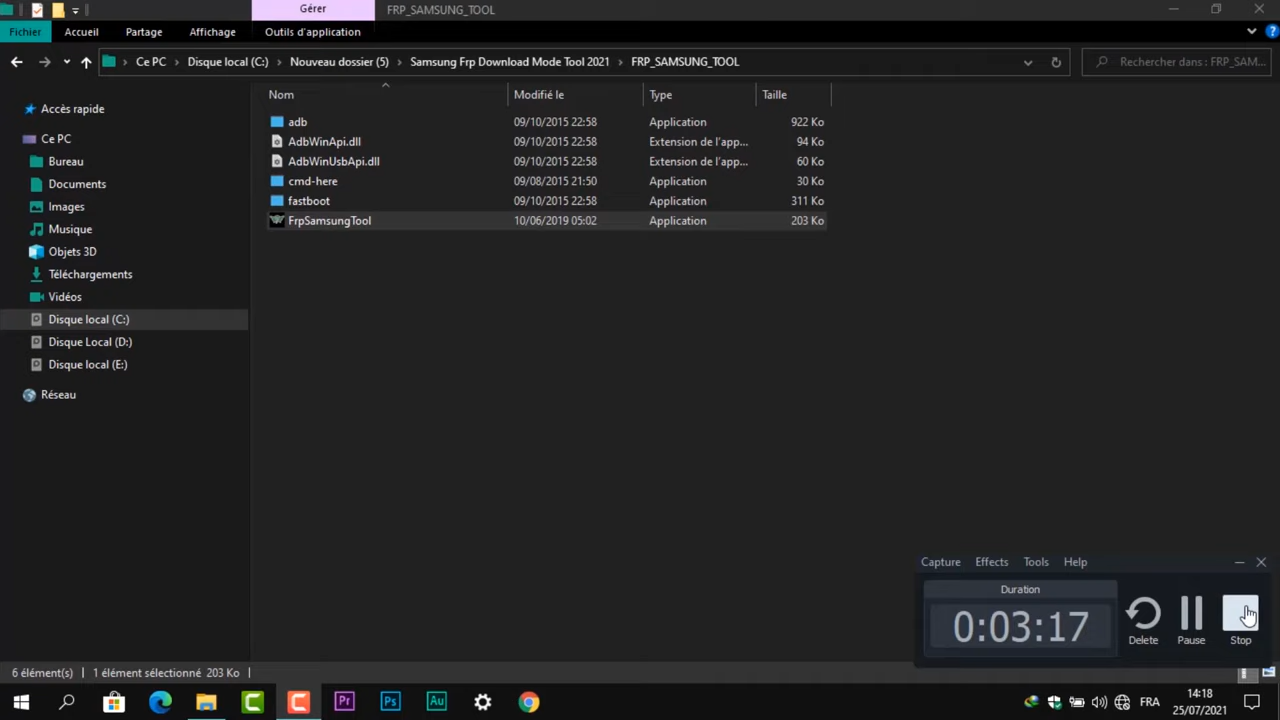 Gérer
FRP_SAMSUNG_TOOL
Fichier Accueil Partage Affichage Outils d'application
Ce PC Disque local (C:) Nouveau dossier (5) Samsung Frp Download Mode Tool 2021 FRP_SAMSUNG_TOOL Rechercher dans : FRP_SAM...
Nom Modifié le Type Taille
Accès rapide
Ce PC
Bureau
Documents
Images
Musique
Objets 3D
Téléchargements
Vidéos
Disque local (C:)
Disque Local (D:)
Disque local (E:)
Réseau
adb 09/10/2015 22:58 Application 922 Ko
AdbWinApi.dll 09/10/2015 22:58 Extension de l'app... 94 Ko
AdbWinUsbApi.dll 09/10/2015 22:58 Extension de l'app... 60 Ko
cmd-here 09/08/2015 21:50 Application 30 Ko
fastboot 09/10/2015 22:58 Application 311 Ko
FrpSamsungTool 10/06/2019 05:02 Application 203 Ko
Capture Effects Tools Help
Duration
0:03:17
Delete Pause Stop
6 élément(s) 1 élément sélectionné 203 Ko
Pr Ps Au
FRA
14:18
25/07/2021